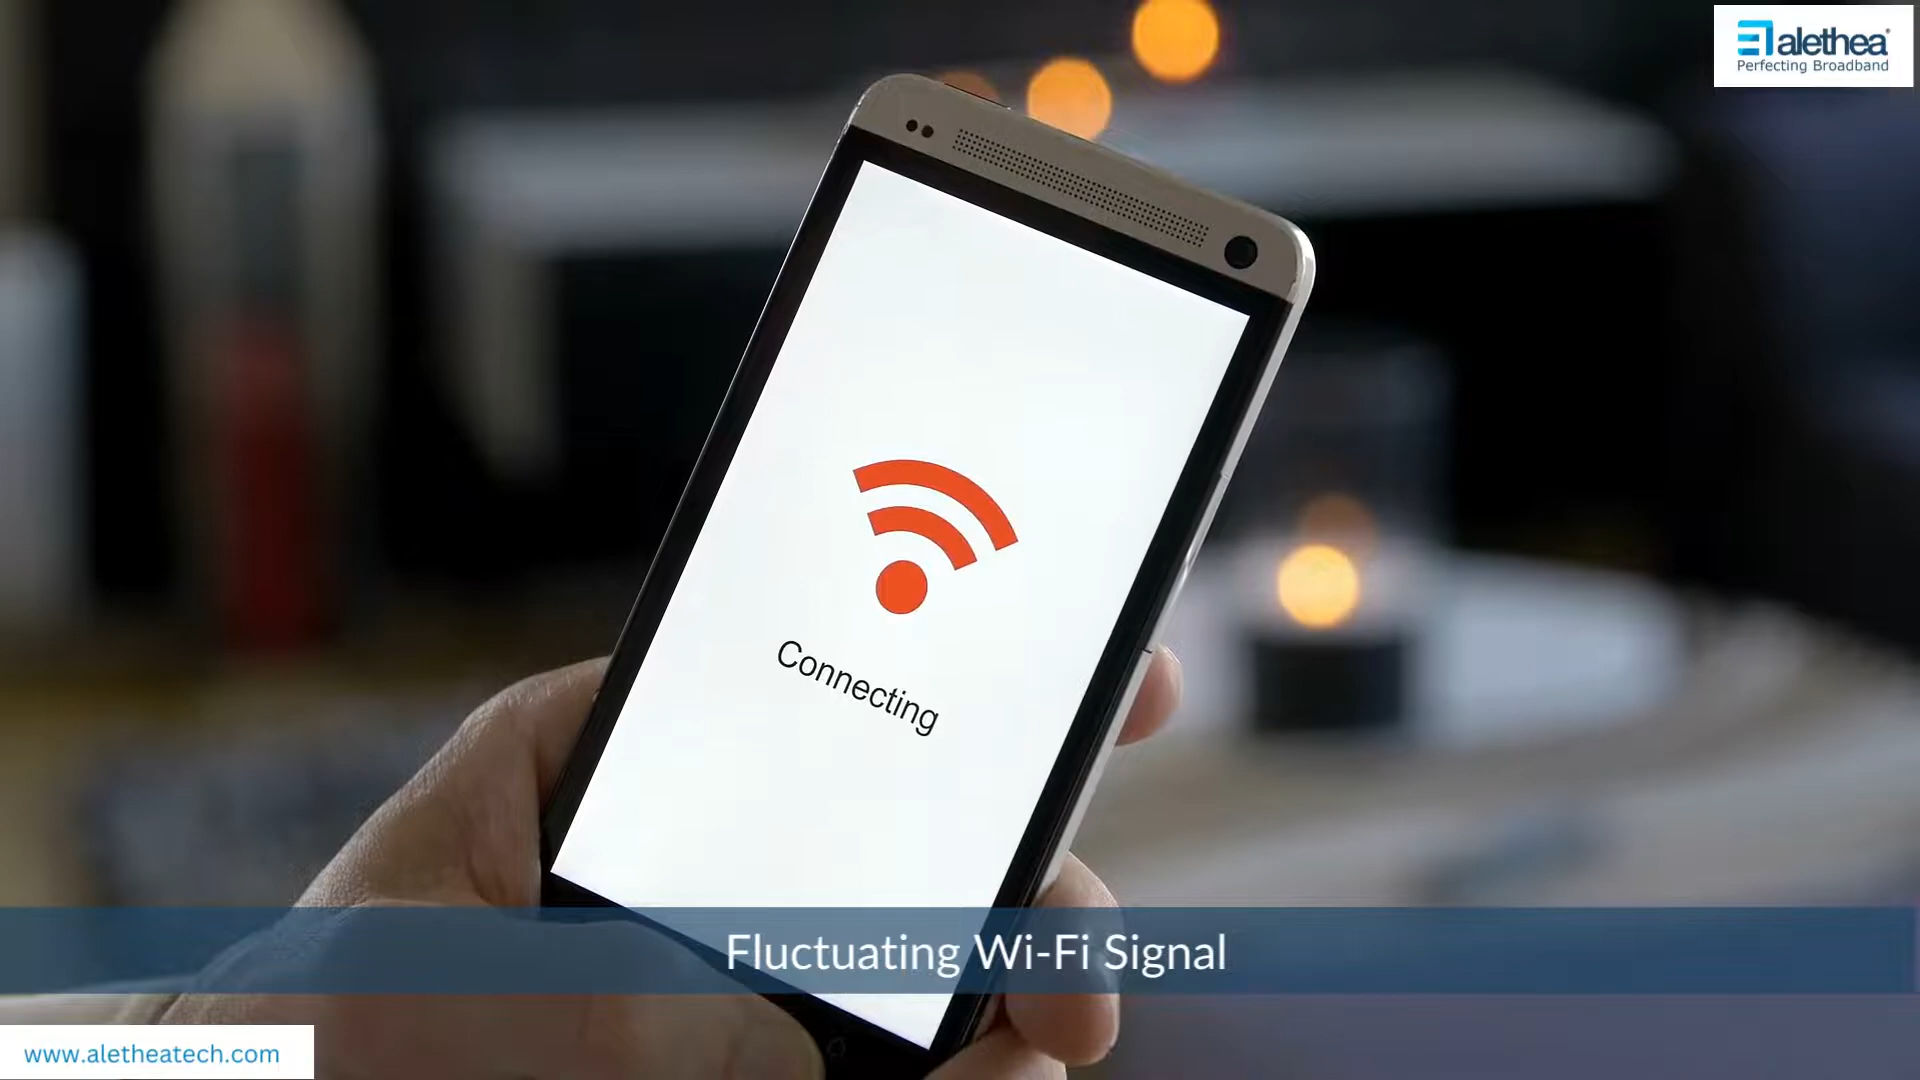 alethea®
Perfecting Broadband
Connecting
Fluctuating Wi-Fi Signal
www.aletheatech.com